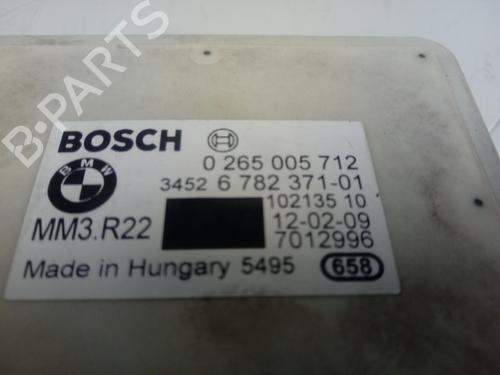 B-PARTS
BOSCH
0 265 005 712
BMW
3452 6 782 371-01
102135 10
MM3.R22
12-02-09
7012996
Made in Hungary 5495
658